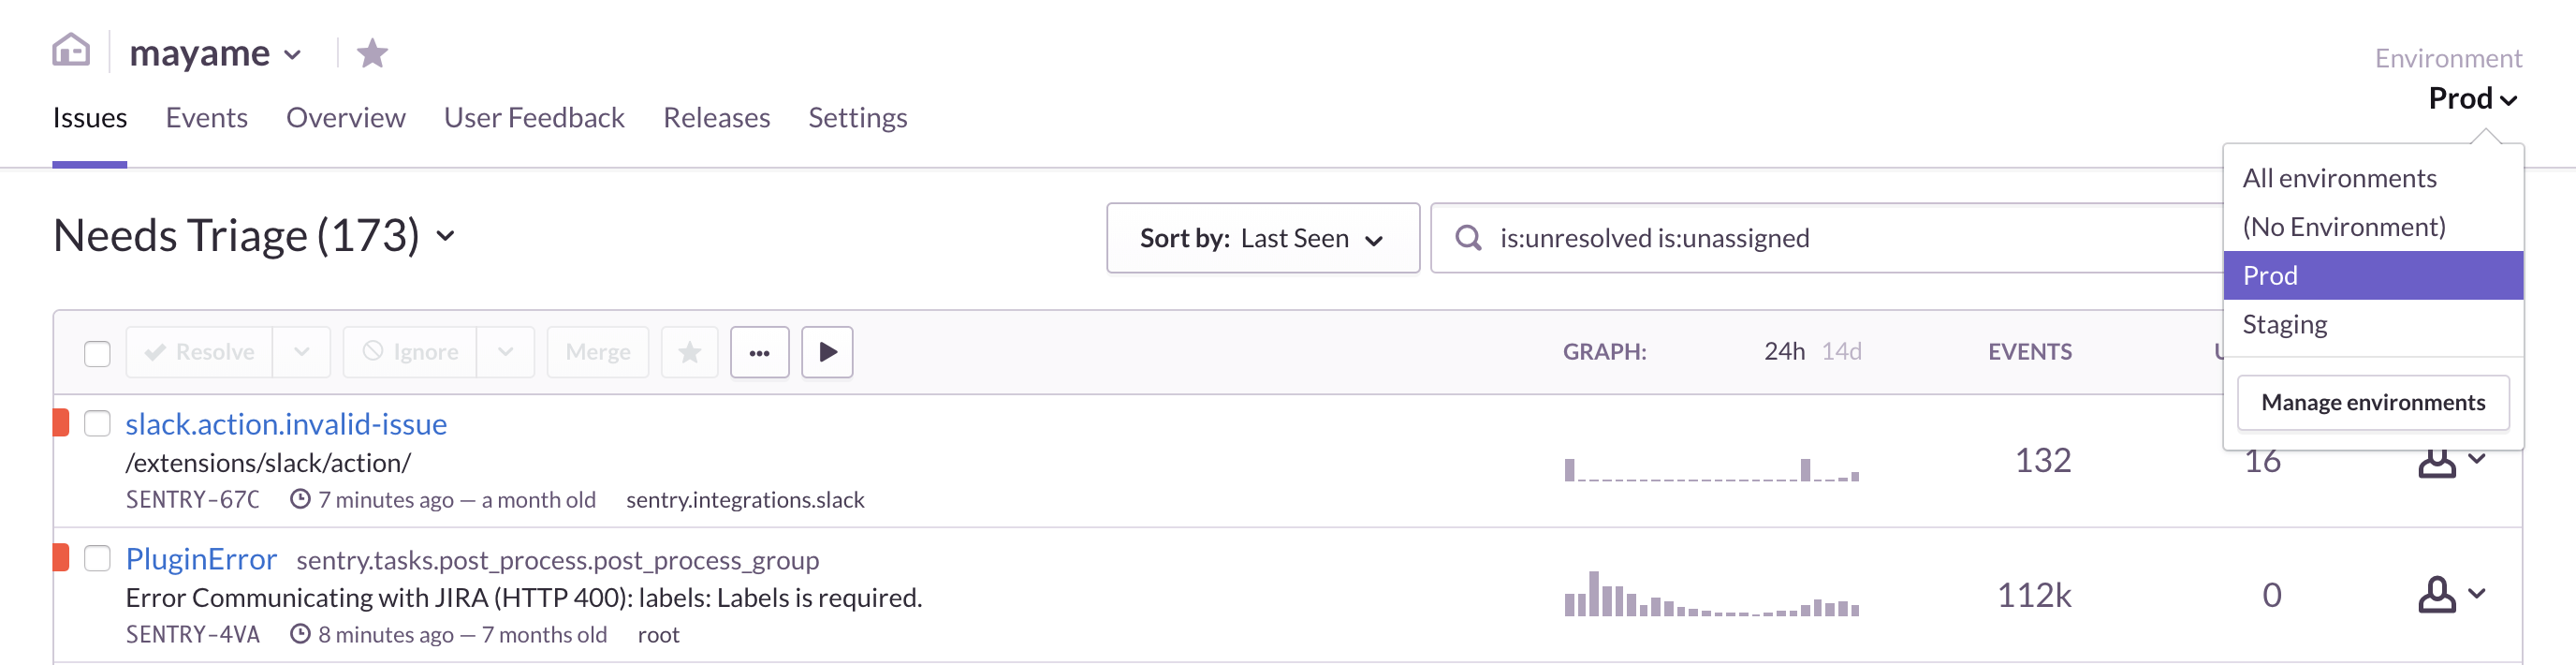 mayame
Environment
Prod
Issues Events Overview User Feedback Releases Settings
All environments
(No Environment)
Prod
Staging
Manage environments
Needs Triage (173)
Sort by: Last Seen
is:unresolved is:unassigned
Resolve Ignore Merge ... GRAPH: 24h 14d EVENTS
slack.action.invalid-issue
/extensions/slack/action/
SENTRY-67C 7 minutes ago — a month old sentry.integrations.slack
132 16
PluginError sentry.tasks.post_process.post_process_group
Error Communicating with JIRA (HTTP 400): labels: Labels is required.
SENTRY-4VA 8 minutes ago — 7 months old root
112k 0